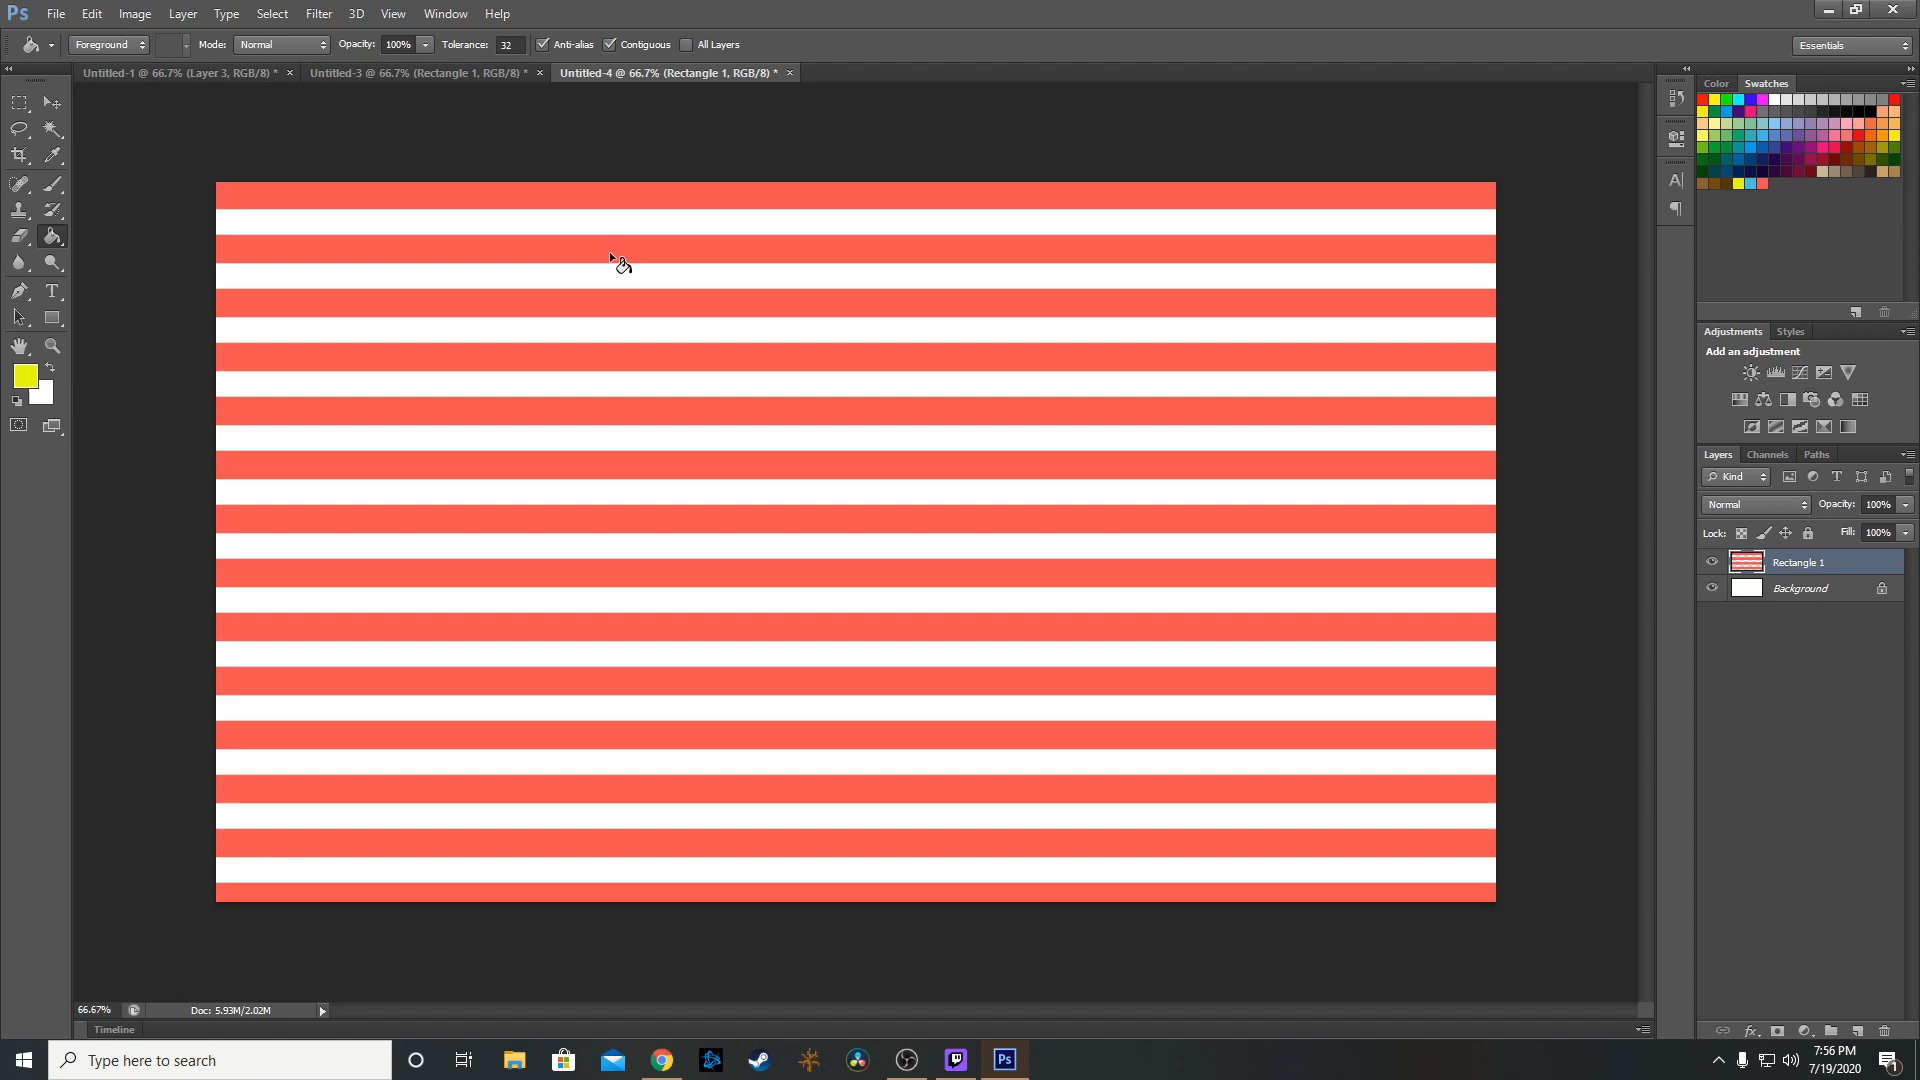 Ps File Edit Image Layer Type Select Filter 3D View Window Help
Foreground Mode: Normal Opacity: 100% Tolerance: 32 Anti-alias Contiguous All Layers Essentials
Untitled-1 @ 66.7% (Layer 3, RGB/8) * × Untitled-3 @ 66.7% (Rectangle 1, RGB/8) * × Untitled-4 @ 66.7% (Rectangle 1, RGB/8) * ×
Color Swatches
Adjustments Styles
Add an adjustment
Layers Channels Paths
Kind
Normal Opacity: 100%
Lock: Fill: 100%
Rectangle 1
Background
66.67% Doc: 5.93M/2.02M
Timeline
Type here to search
Ps
7:56 PM
7/19/2020
1